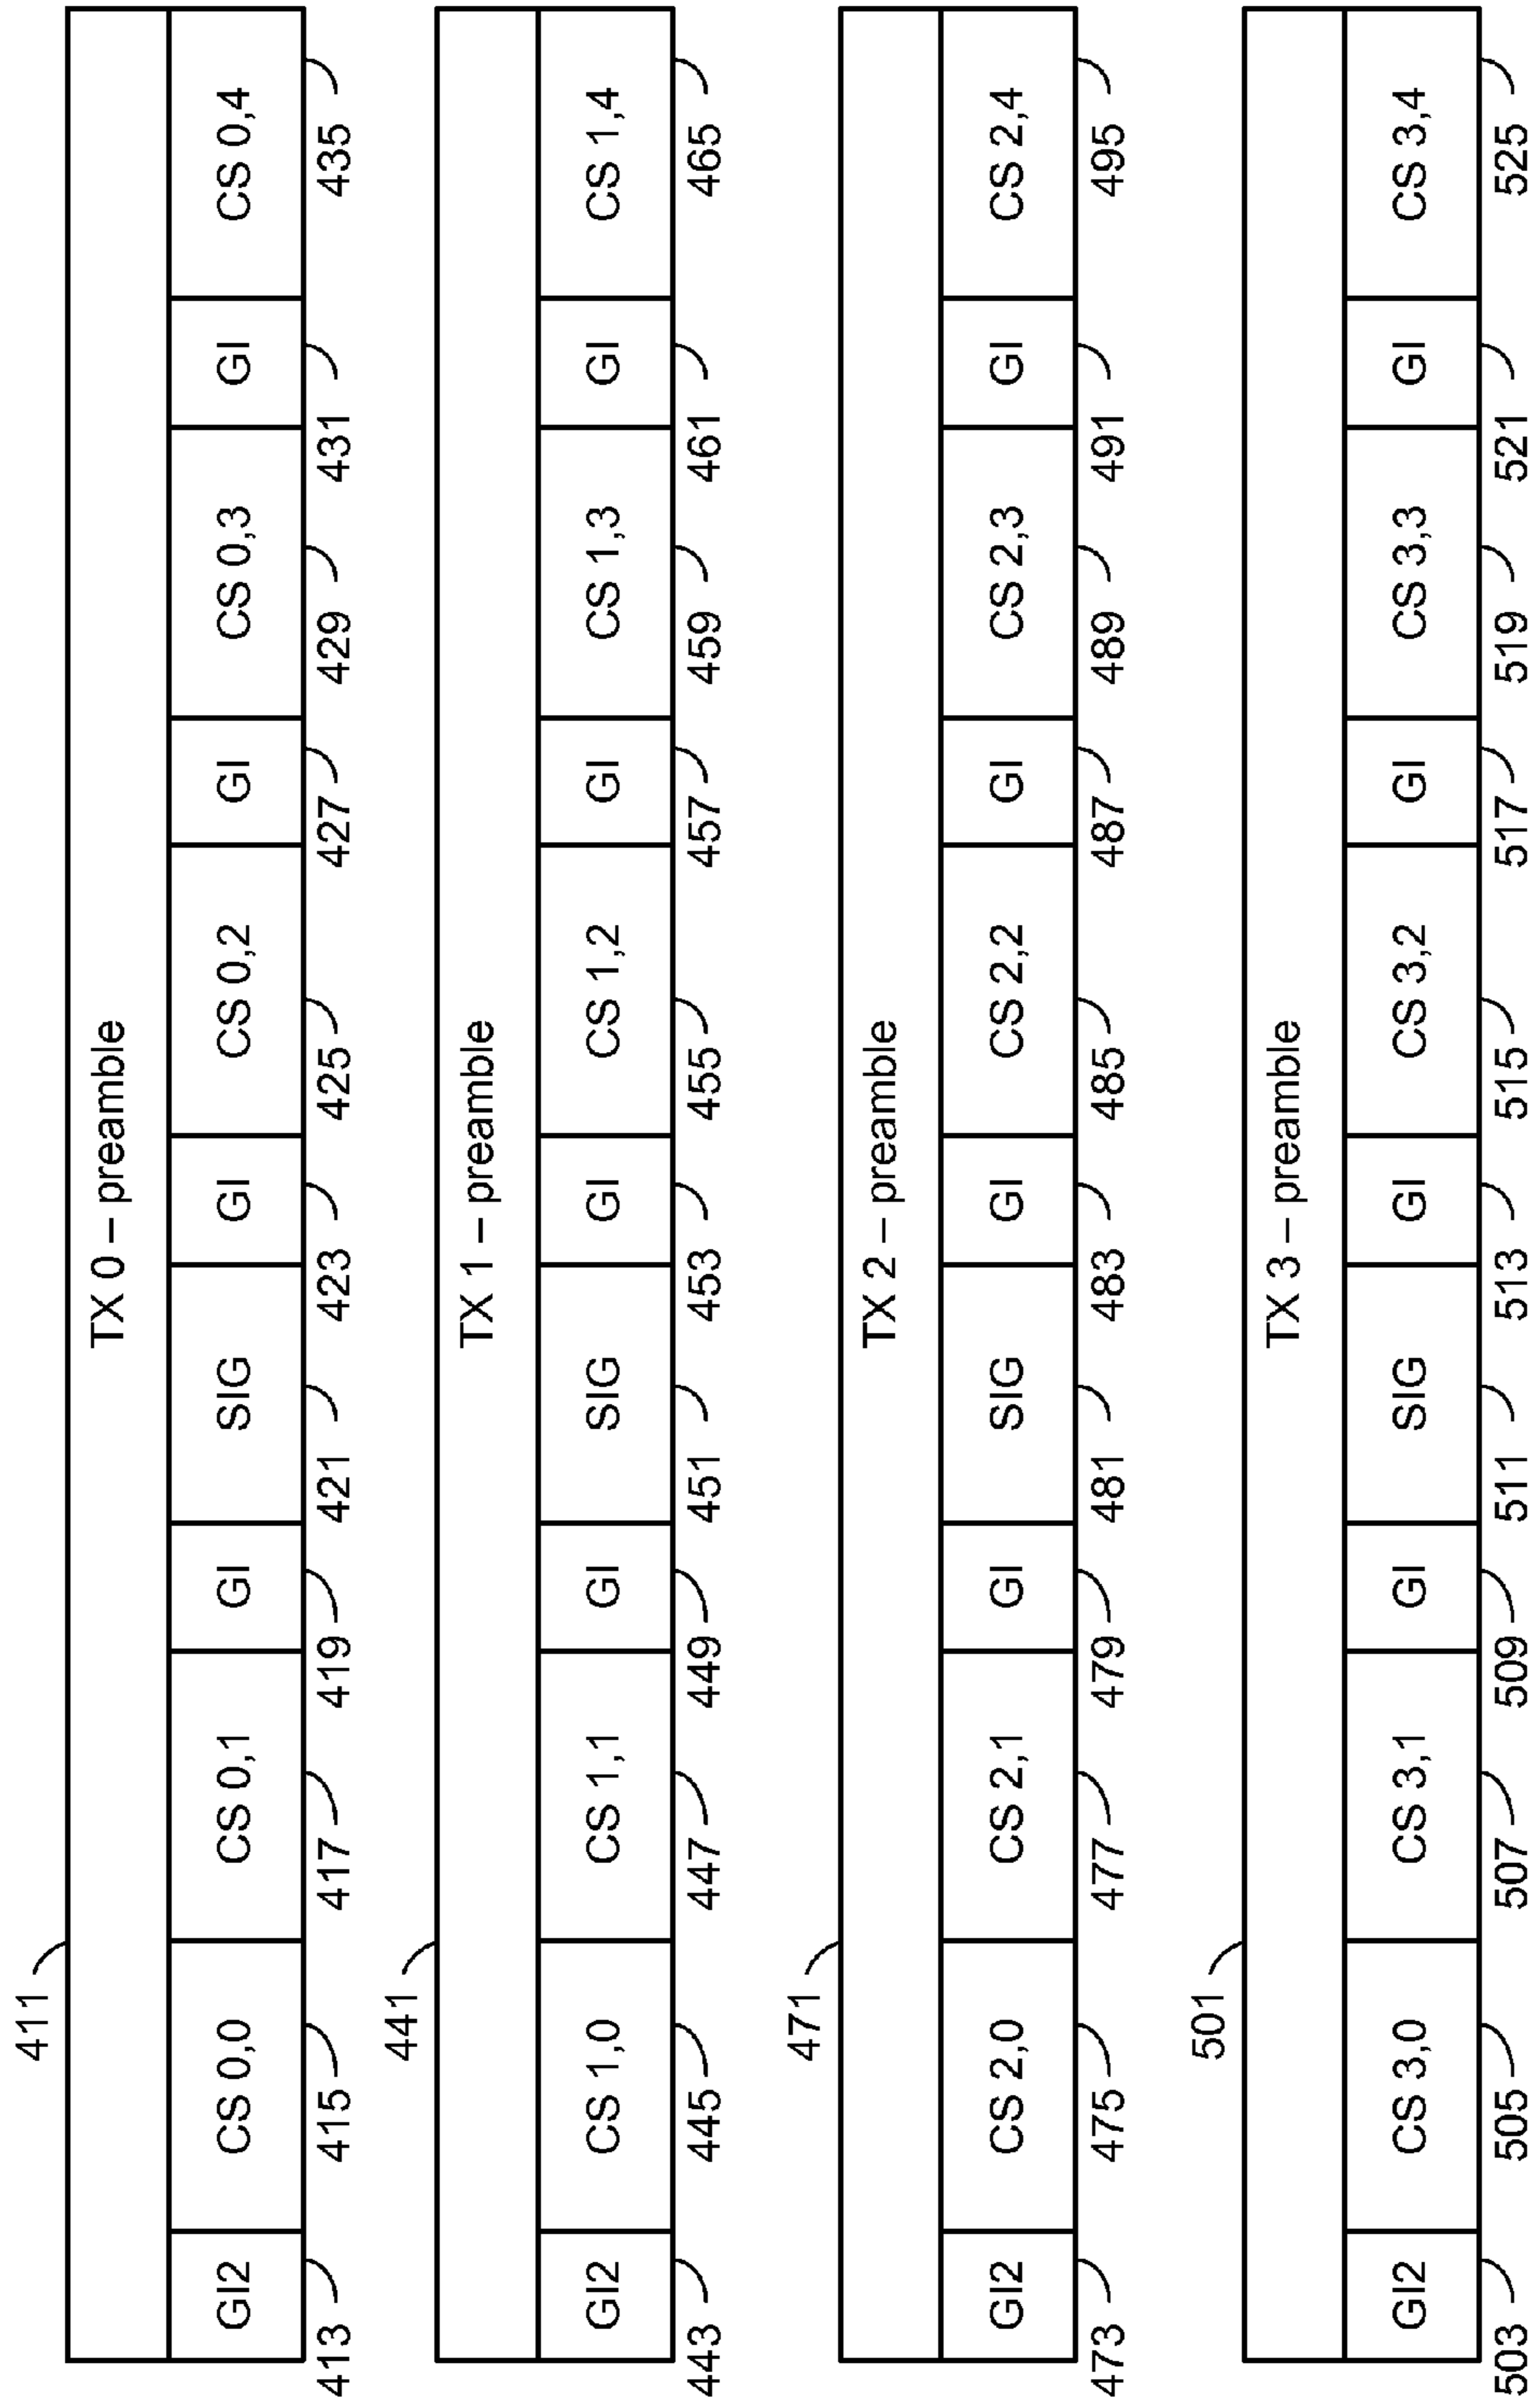 411
TX 0 – preamble
GI2 CS 0,0 CS 0,1 GI SIG GI CS 0,2 GI CS 0,3 GI CS 0,4
413 415 417 419 421 423 425 427 429 431 435
441
TX 1 – preamble
GI2 CS 1,0 CS 1,1 GI SIG GI CS 1,2 GI CS 1,3 GI CS 1,4
443 445 447 449 451 453 455 457 459 461 465
471
TX 2 – preamble
GI2 CS 2,0 CS 2,1 GI SIG GI CS 2,2 GI CS 2,3 GI CS 2,4
473 475 477 479 481 483 485 487 489 491 495
501
TX 3 – preamble
GI2 CS 3,0 CS 3,1 GI SIG GI CS 3,2 GI CS 3,3 GI CS 3,4
503 505 507 509 511 513 515 517 519 521 525